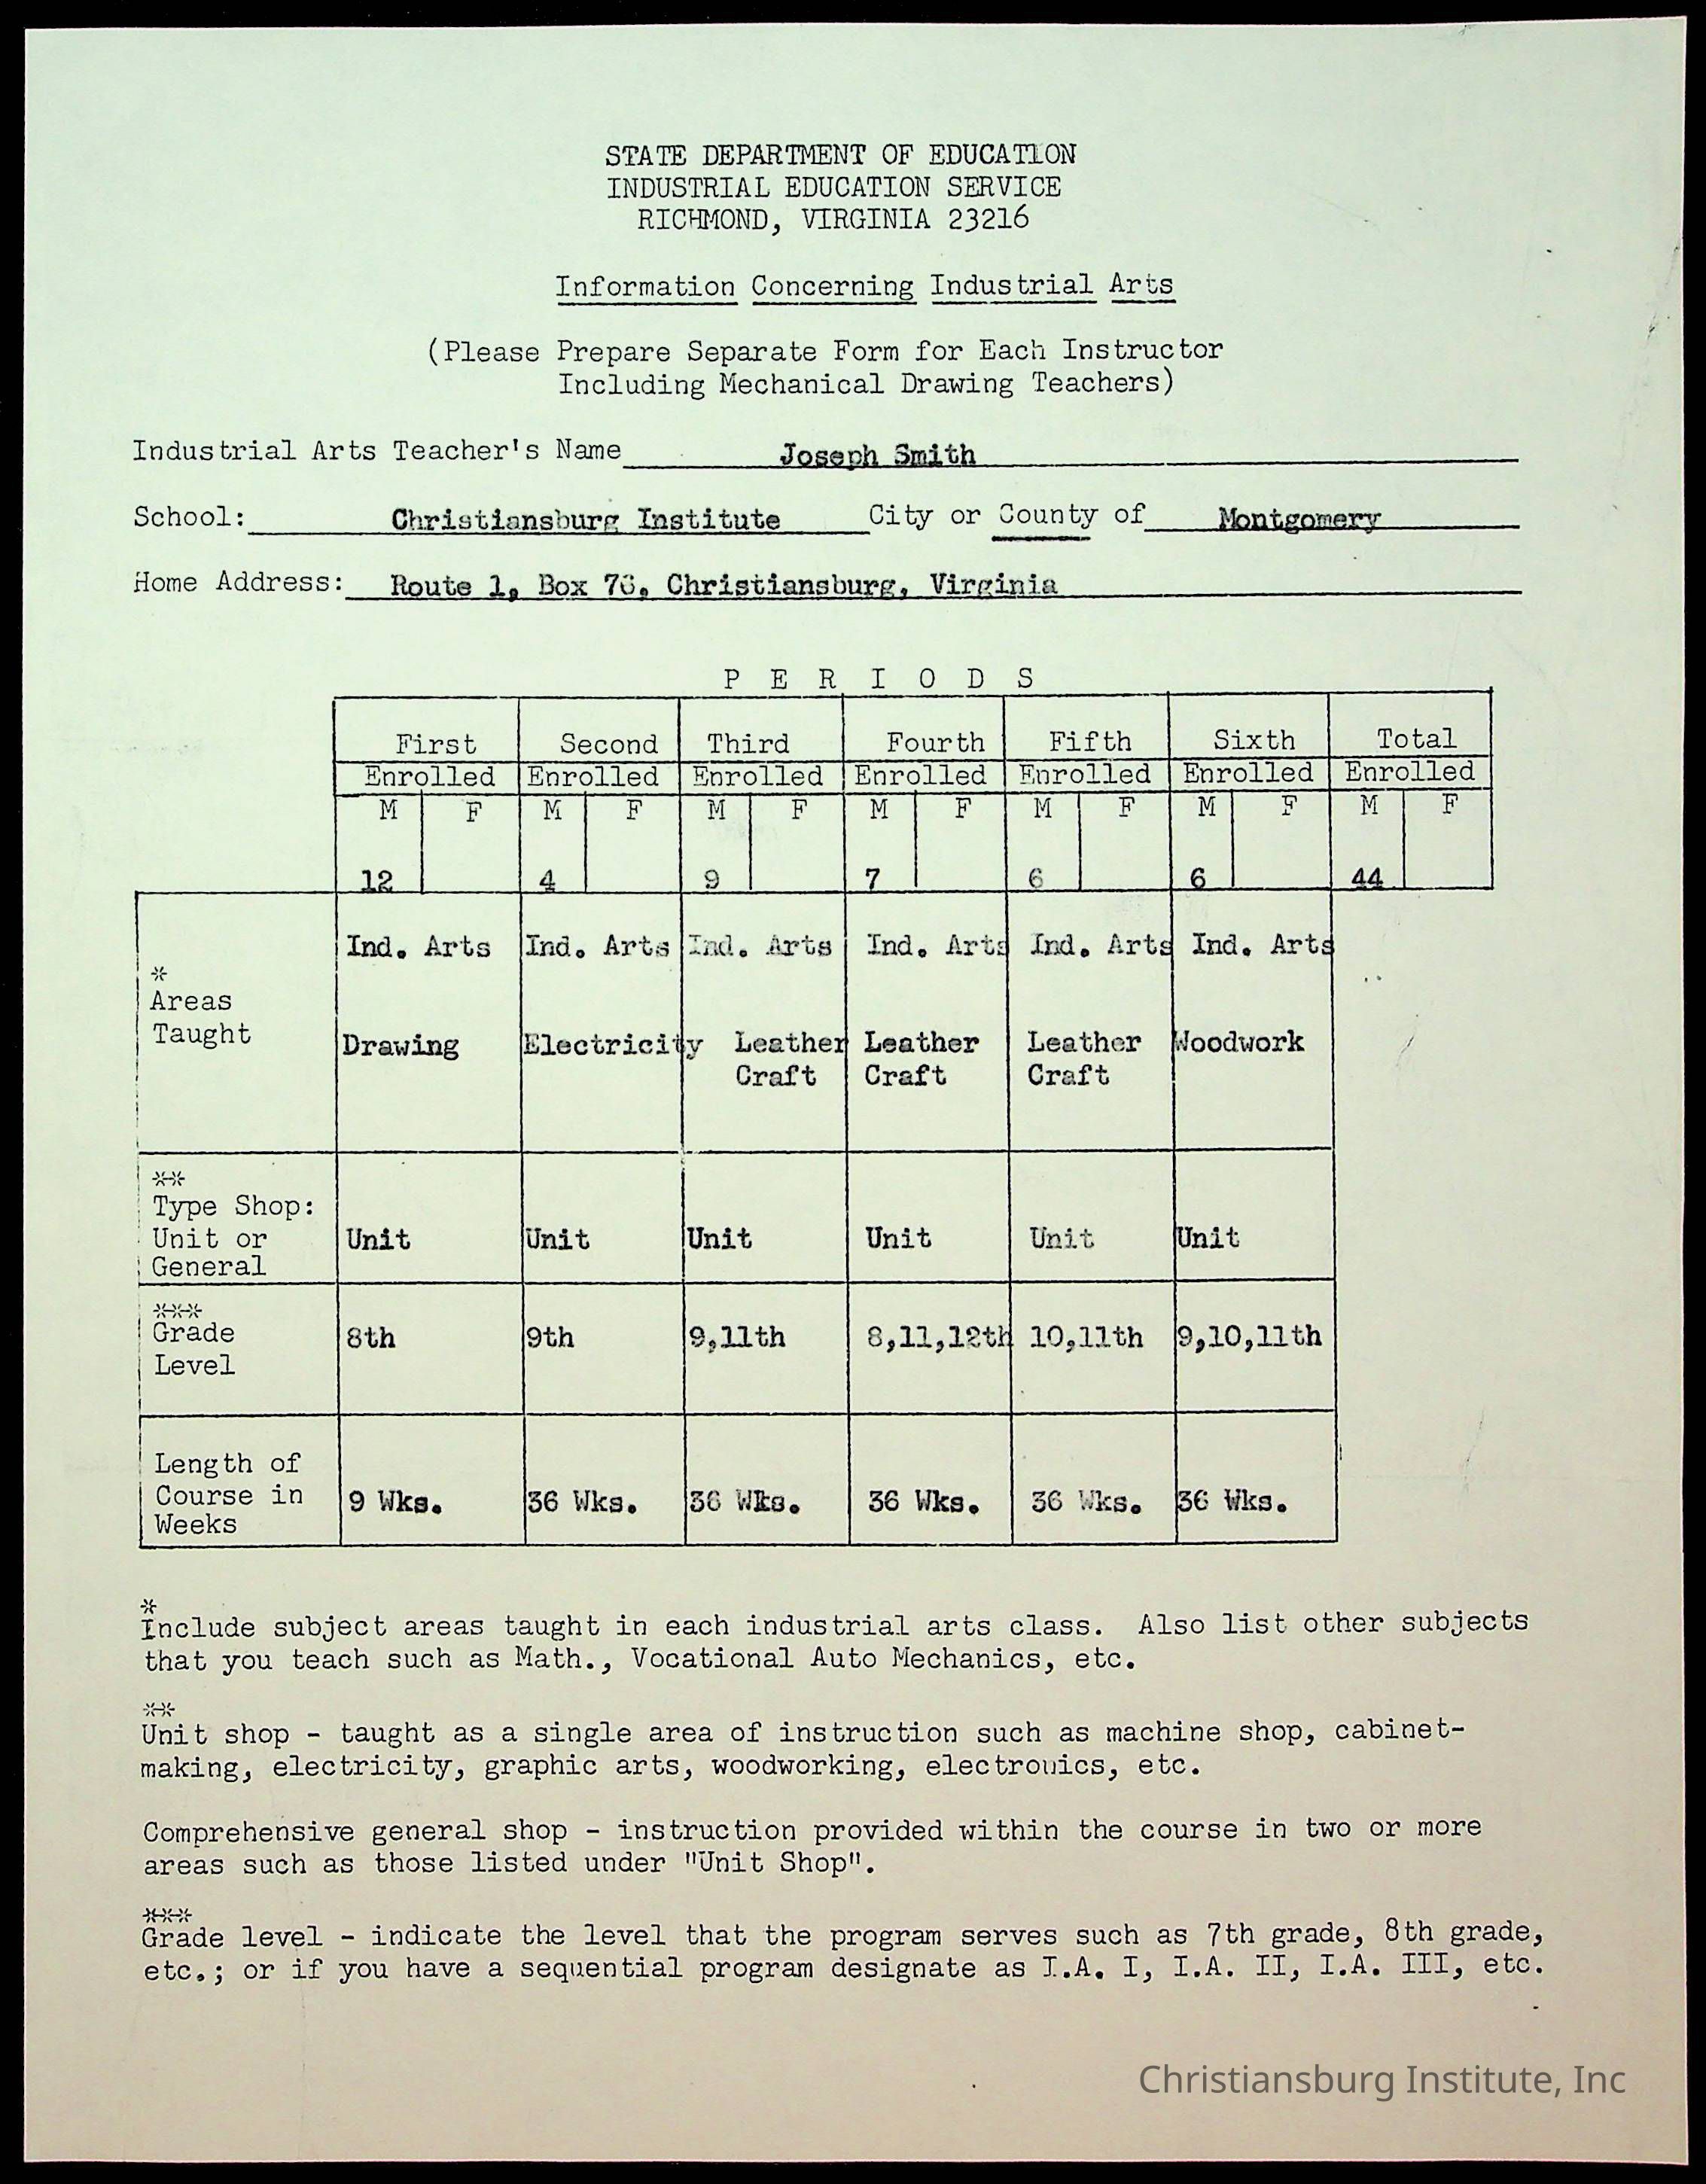 STATE DEPARTMENT OF EDUCATION
INDUSTRIAL EDUCATION SERVICE
RICHMOND, VIRGINIA 23216
Information Concerning Industrial Arts
(Please Prepare Separate Form for Each Instructor
Including Mechanical Drawing Teachers)
Industrial Arts Teacher's Name Joseph Smith
School: Christiansburg Institute City or County of Montgomery
Home Address: Route 1, Box Christiansburg, Virginia
P E R I O D S
First Second Third Fourth Fifth Sixth Total
Enrolled Enrolled Enrolled Enrolled Enrolled Enrolled Enrolled
M F M F M F M F M F M F M F
12 4 9 7 6 6 44
Ind. Arts Ind. Arts Ind. Arts Ind. Arts Ind. Arts Ind. Arts
*
Areas
Taught
Drawing Electricity Leather Leather Leather Woodwork
Craft Craft Craft
**
Type Shop:
Unit or Unit Unit Unit Unit Unit Unit
General
***
Grade 8th 9th 9,11th 8,11,12th 10,11th 9,10,11th
Level
Length of
Course in 9 Wks. 36 Wks. 36 Wks. 36 Wks. 36 Wks. 36 Wks.
Weeks
*
Include subject areas taught in each industrial arts class. Also list other subjects
that you teach such as Math., Vocational Auto Mechanics, etc.
**
Unit shop - taught as a single area of instruction such as machine shop, cabinet-
making, electricity, graphic arts, woodworking, electronics, etc.
Comprehensive general shop - instruction provided within the course in two or more
areas such as those listed under "Unit Shop".
***
Grade level - indicate the level that the program serves such as 7th grade, 8th grade,
etc.; or if you have a sequential program designate as I.A. I, I.A. II, I.A. III, etc.
Christiansburg Institute, Inc